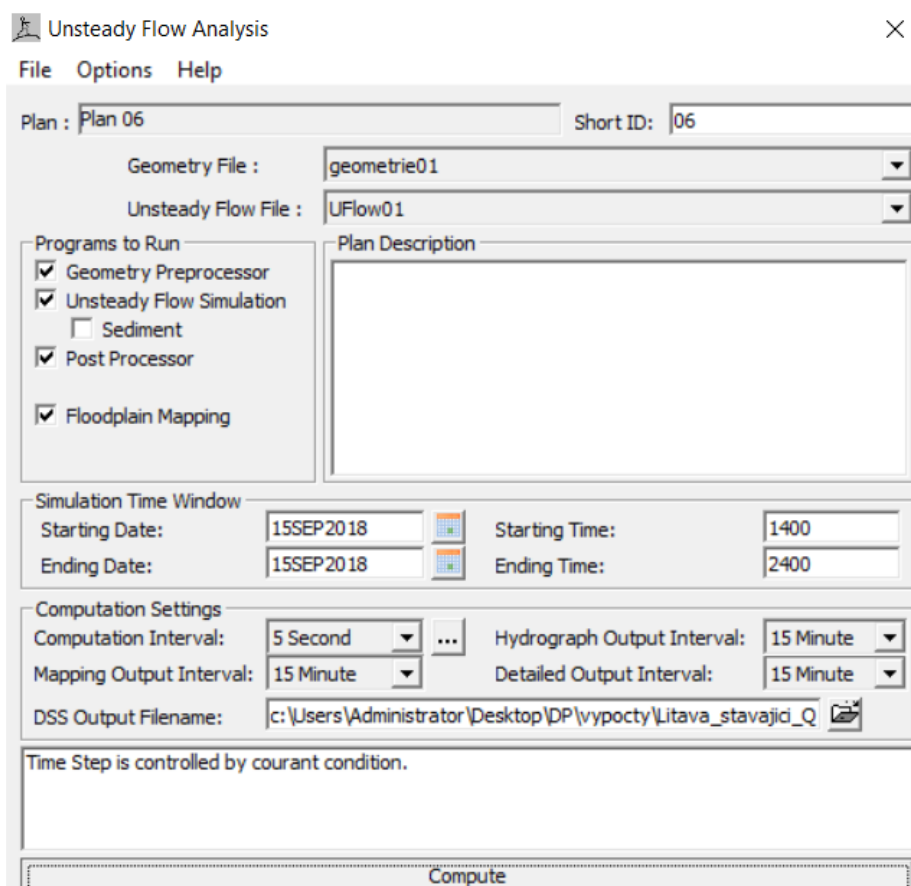 Unsteady Flow Analysis
File Options Help
Plan : Plan 06 Short ID: 06
Geometry File : geometrie01
Unsteady Flow File : UFlow01
Programs to Run
Geometry Preprocessor
Unsteady Flow Simulation
Sediment
Post Processor
Floodplain Mapping
Plan Description
Simulation Time Window
Starting Date: 15SEP2018 Starting Time: 1400
Ending Date: 15SEP2018 Ending Time: 2400
Computation Settings
Computation Interval: 5 Second ... Hydrograph Output Interval: 15 Minute
Mapping Output Interval: 15 Minute Detailed Output Interval: 15 Minute
DSS Output Filename: c:\Users\Administrator\Desktop\DP\vypocty\Litava_stavajici_Q
Time Step is controlled by courant condition.
Compute